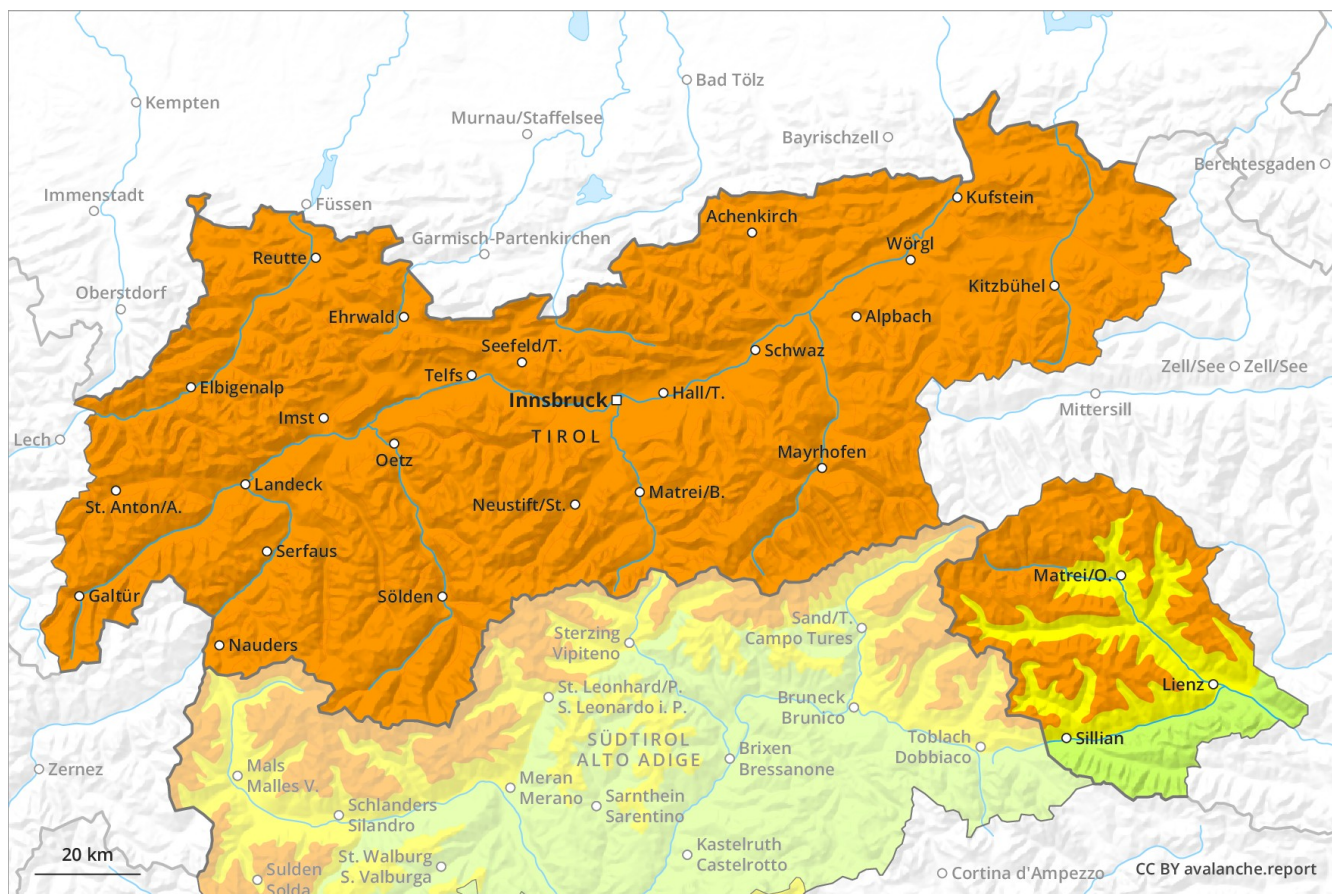 Kempten
Bad Tölz
Murnau/Staffelsee
Bayrischzell
Berchtesgaden
Immenstadt
Füssen
Kufstein
Achenkirch
Garmisch-Partenkirchen
Wörgl
Reutte
Oberstdorf
Kitzbühel
Ehrwald
Alpbach
Seefeld/T.
Schwaz
Telfs
Zell/See
Zell/See
Elbigenalp
Innsbruck
Hall/T.
Mittersill
Imst
TIROL
Lech
Oetz
Mayrhofen
Landeck
Matrei/B.
St. Anton/A.
Neustift/St.
Serfaus
Matrei/O.
Galtür
Sölden
Sand/T.
Campo Tures
Sterzing
Vipiteno
Nauders
Lienz
St. Leonhard/P.
S. Leonardo i. P.
Bruneck
Brunico
Sillian
SÜDTIROL
ALTO ADIGE
Toblach
Dobbiaco
Brixen
Bressanone
Zernez
Mals
Malles V.
Meran
Merano
Sarnthein
Sarentino
Schlanders
Silandro
Kastelruth
Castelrotto
20 km
St. Walburg
S. Valburga
Sulden
Solda
Cortina d'Ampezzo
CC BY avalanche.report